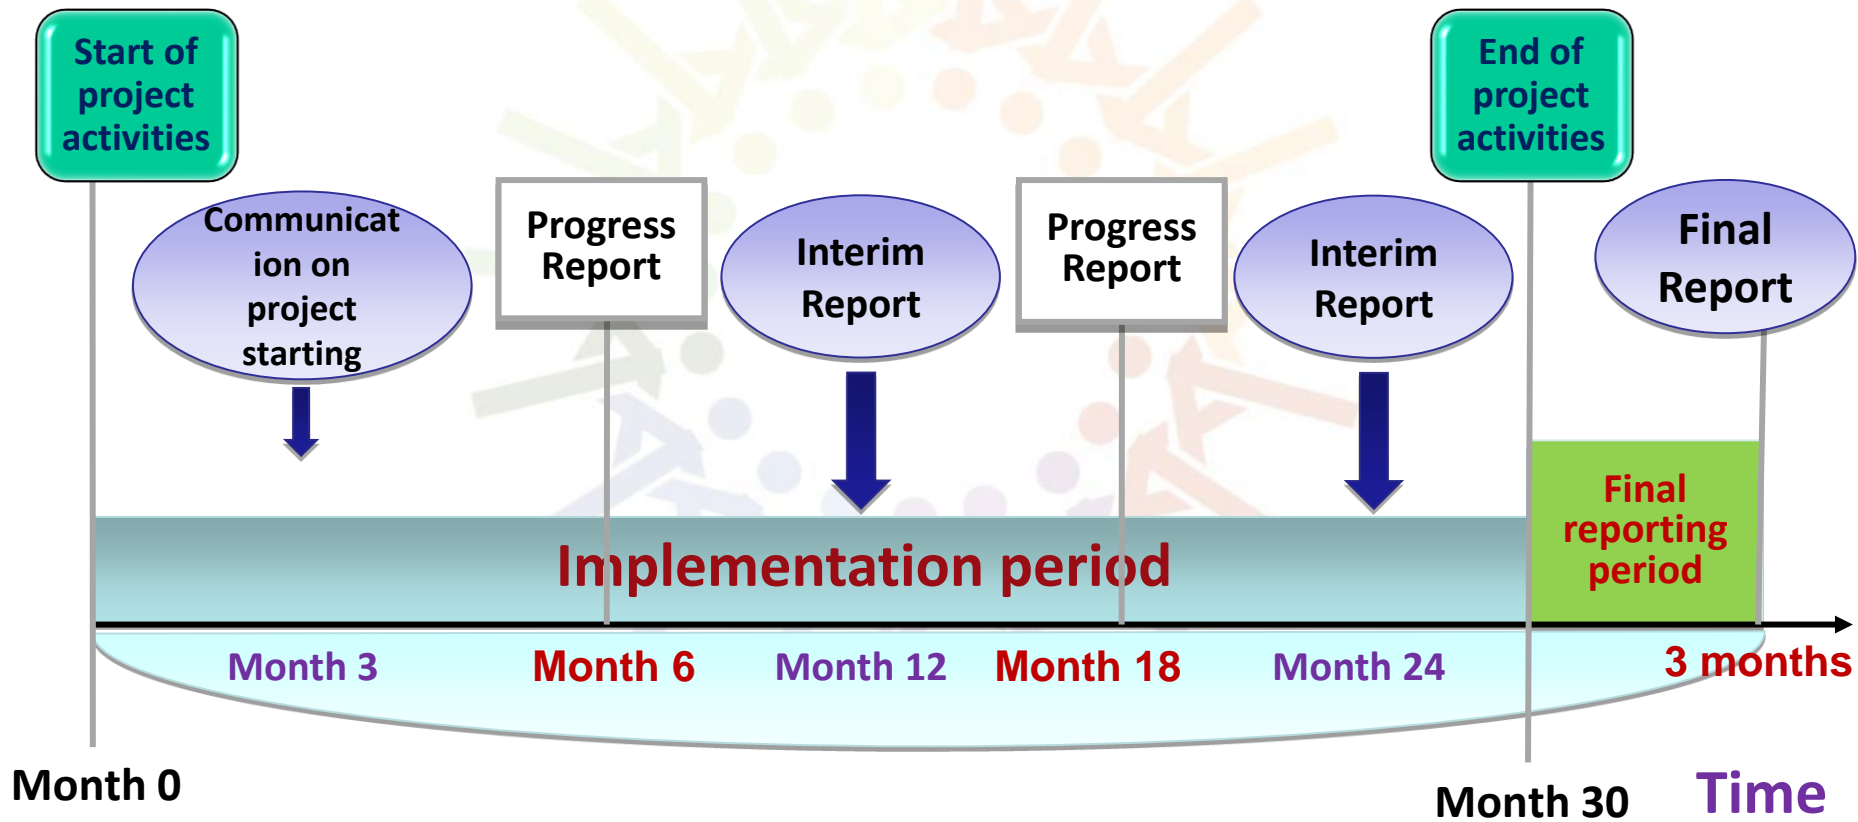 Start of
project
activities
End of
project
activities
Communicat
ion on
project
starting
Progress
Report
Interim
Report
Progress
Report
Interim
Report
Final
Report
Implementation period
Final
reporting
period
Month 3
Month 6
Month 12
Month 18
Month 24
3 months
Month 0
Month 30
Time